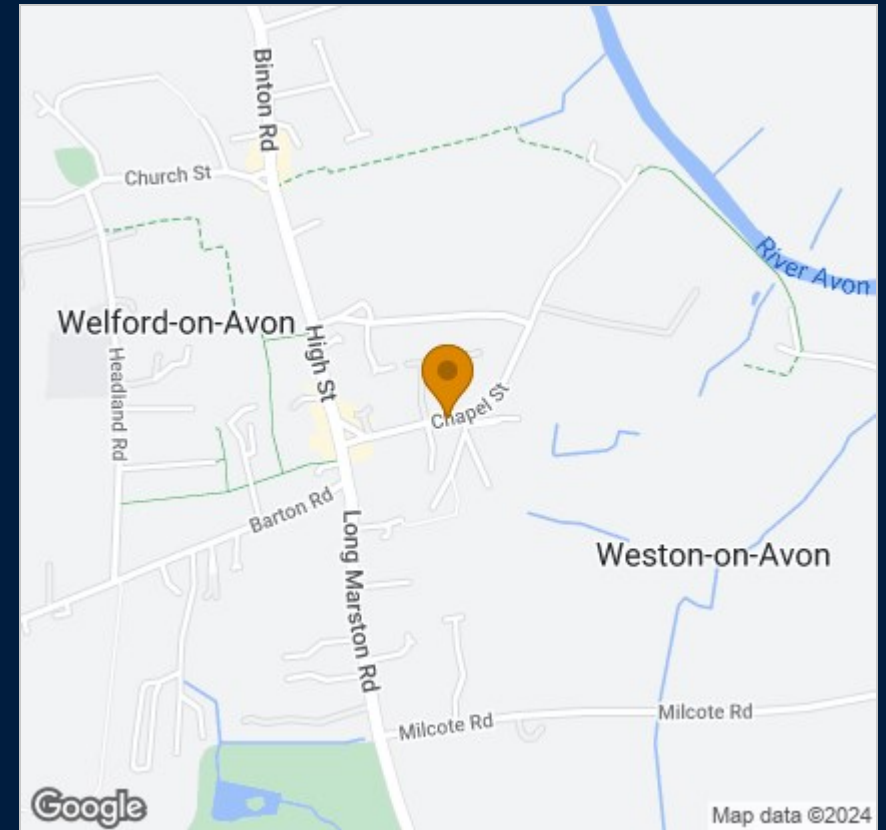 Binton Rd
Church St
River Avon
Welford-on-Avon
High St
Headland Rd
Chapel St
Barton Rd
Long Marston Rd
Weston-on-Avon
Milcote Rd
Milcote Rd
Google
Map data ©2024